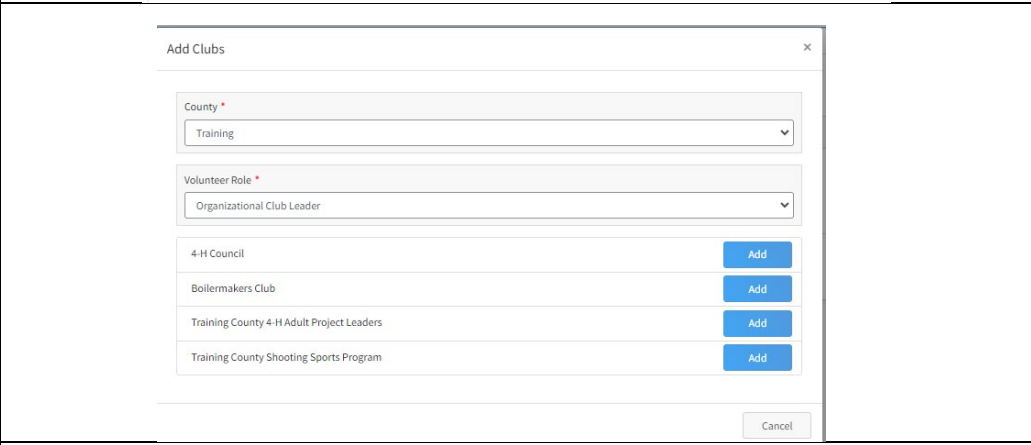 Add Clubs ×
County *
Training
Volunteer Role *
Organizational Club Leader
4-H Council Add
Boilermakers Club Add
Training County 4-H Adult Project Leaders Add
Training County Shooting Sports Program Add
Cancel